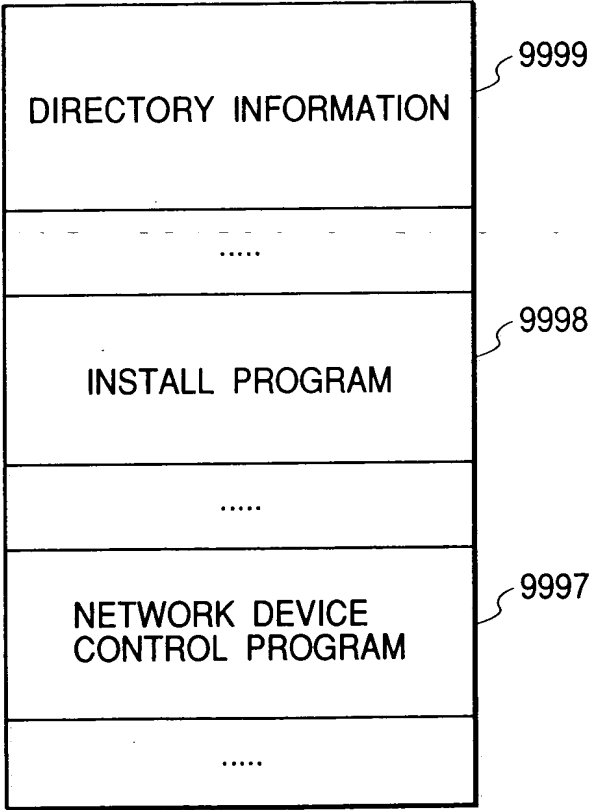 9999
DIRECTORY INFORMATION
.....
9998
INSTALL PROGRAM
.....
9997
NETWORK DEVICE
CONTROL PROGRAM
.....